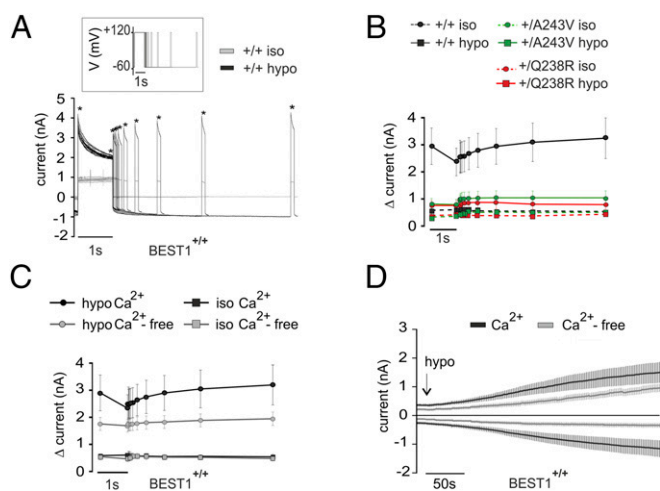 A
+120
V (mV)
-60
1s
+/+ iso
+/+ hypo
5
4
3
2
1
0
-1
-2
current (nA)
* * * * * * * * *
1s
BEST1+/+
B
+/+ iso
+/+ hypo
+/A243V iso
+/A243V hypo
+/Q238R iso
+/Q238R hypo
4
3
2
1
0
Δ current (nA)
1s
C
hypo Ca2+
iso Ca2+
hypo Ca2+- free
iso Ca2+- free
4
3
2
1
0
Δ current (nA)
1s
BEST1+/+
D
Ca2+
Ca2+- free
3
2
1
0
-1
-2
current (nA)
hypo
50s
BEST1+/+